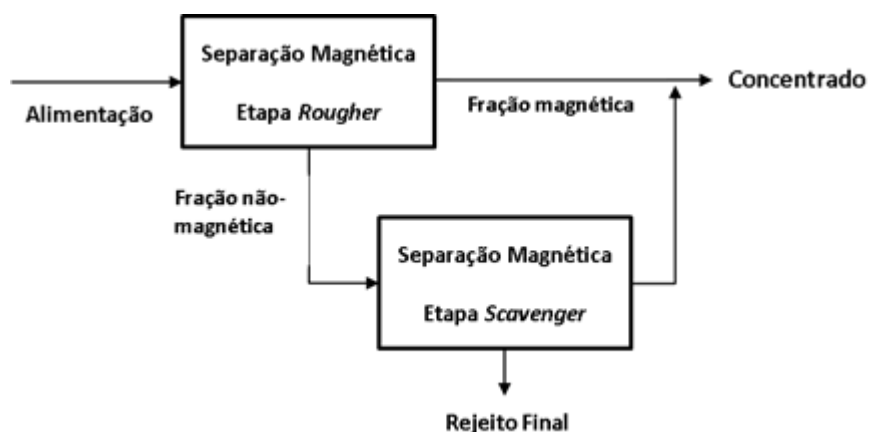 Separação Magnética
Etapa Rougher
Alimentação
Fração magnética
Concentrado
Fração não-
magnética
Separação Magnética
Etapa Scavenger
Rejeito Final